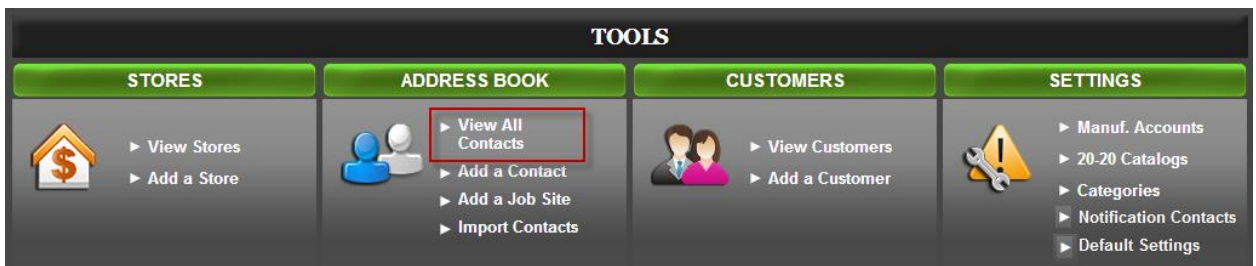 TOOLS
STORES
ADDRESS BOOK
CUSTOMERS
SETTINGS
$
View Stores
Add a Store
View All
Contacts
Add a Contact
Add a Job Site
Import Contacts
View Customers
Add a Customer
Manuf. Accounts
20-20 Catalogs
Categories
Notification Contacts
Default Settings